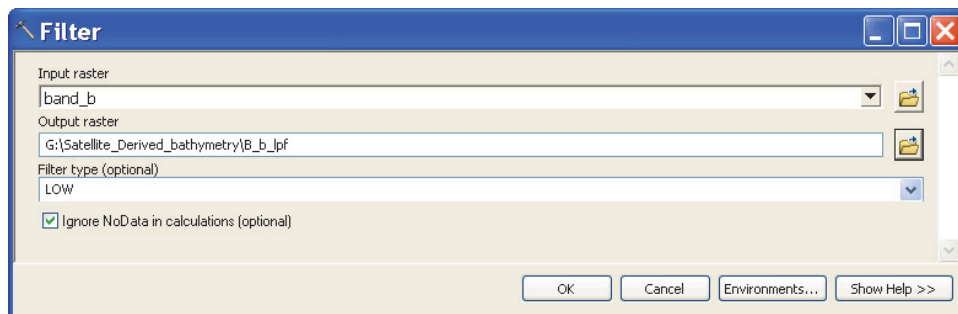 Filter
Input raster
band_b
Output raster
G:\Satellite_Derived_bathymetry\B_b_lpf
Filter type (optional)
LOW
Ignore NoData in calculations (optional)
OK Cancel Environments... Show Help >>